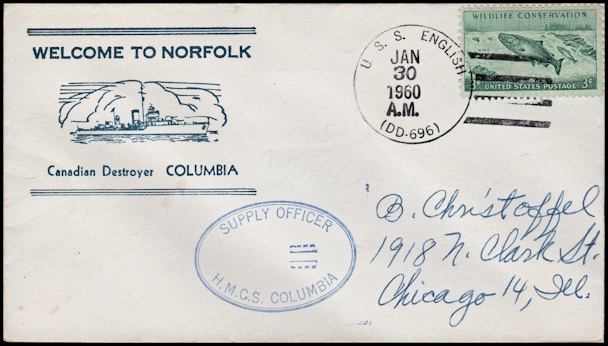 WELCOME TO NORFOLK
Canadian Destroyer COLUMBIA
U. S. S. ENGLISH
JAN
30
1960
A.M.
(DD-696)
WILDLIFE CONSERVATION
3¢ UNITED STATES POSTAGE 3¢
SUPPLY OFFICER
H.M.C.S. COLUMBIA
B. Christoffel
1918 N. Clark St.
Chicago 14, Ill.